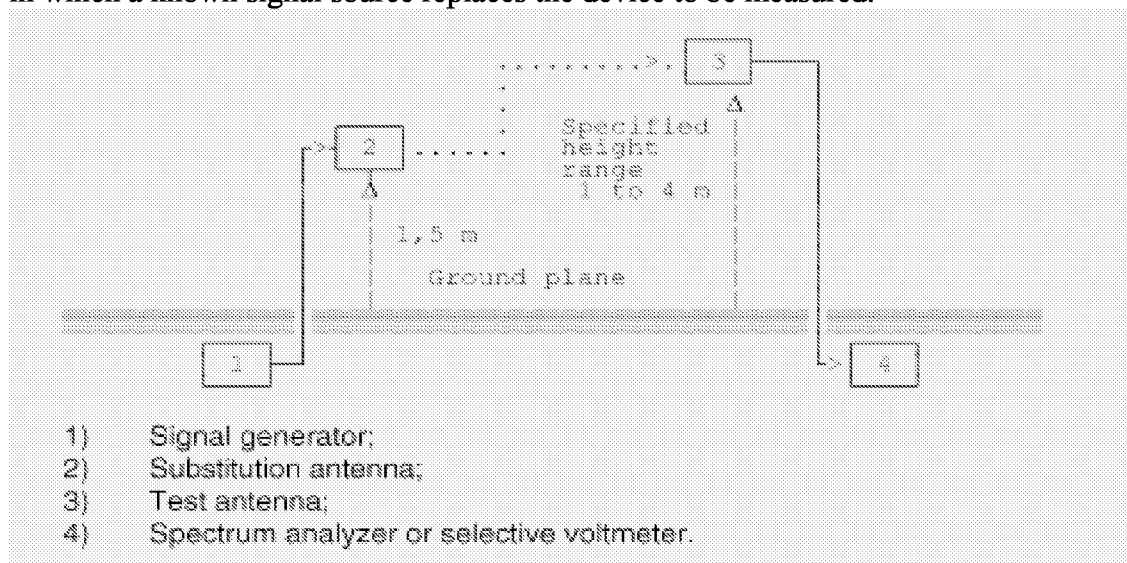 in which a known signal source replaces the device to be measured.
3
Specified
height
range
1 to 4 m
2
1,5 m
Ground plane
1
4
1) Signal generator;
2) Substitution antenna;
3) Test antenna;
4) Spectrum analyzer or selective voltmeter.